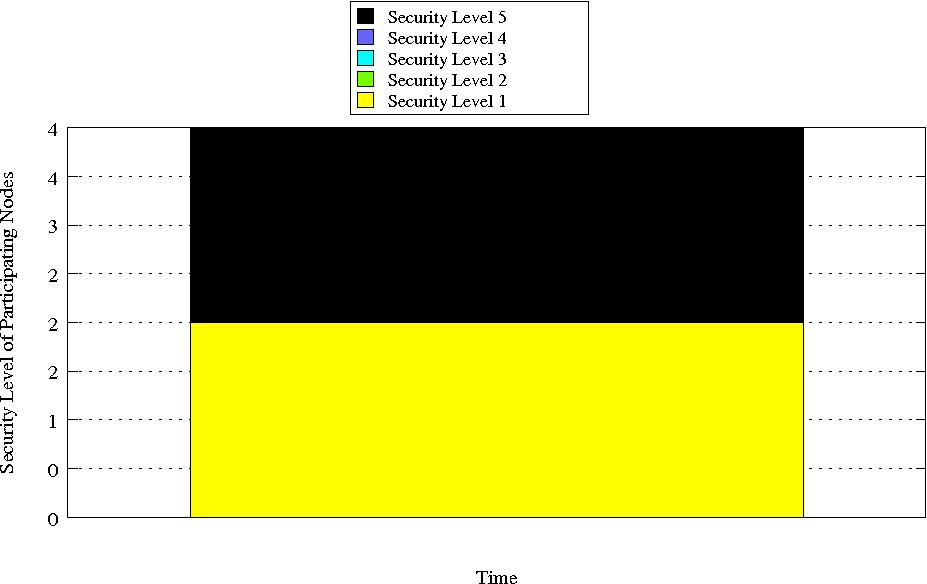 Security Level 5
Security Level 4
Security Level 3
Security Level 2
Security Level 1
4
4
3
2
2
2
1
0
0
Security Level of Participating Nodes
Time